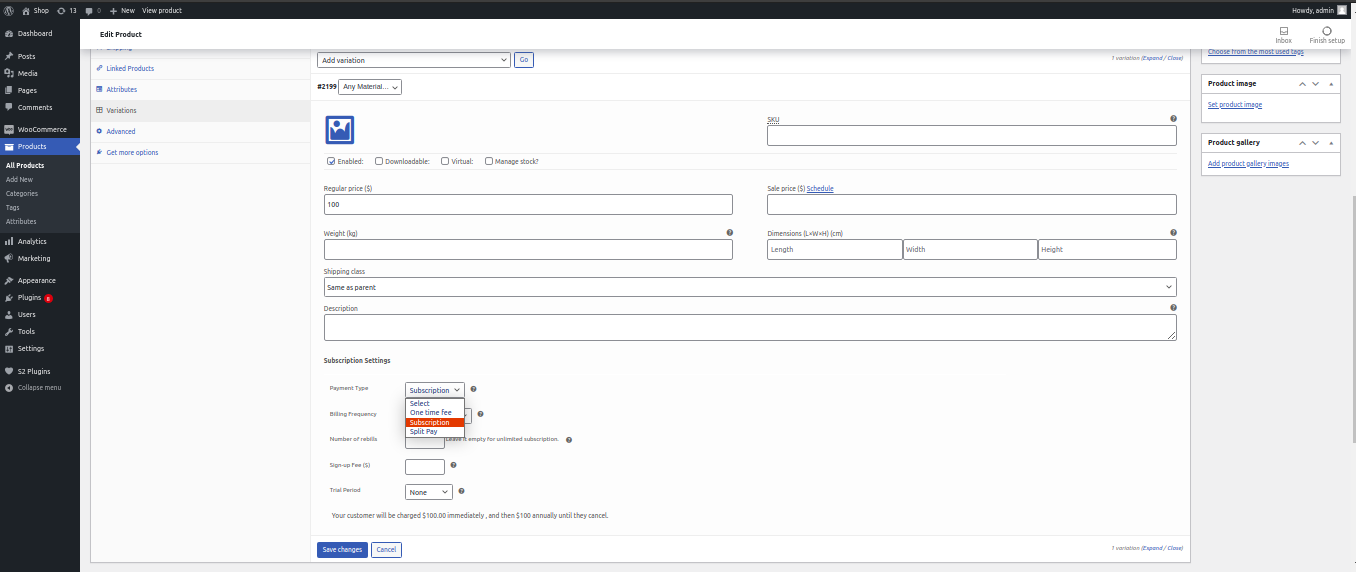 Shop 13 0 New View product Howdy, admin
Dashboard
Posts
Media
Pages
Comments
WooCommerce
Products
All Products
Add New
Categories
Tags
Attributes
Analytics
Marketing
Appearance
Plugins 8
Users
Tools
Settings
S2 Plugins
Collapse menu
Edit Product
Inbox
Finish setup
Linked Products
Attributes
Variations
Advanced
Get more options
Add variation Go
1 variation (Expand / Close)
#2199 Any Material...
SKU
Enabled: Downloadable: Virtual: Manage stock?
Regular price ($)
100
Sale price ($) Schedule
Weight (kg)
Dimensions (L×W×H) (cm)
Length Width Height
Shipping class
Same as parent
Description
Subscription Settings
Payment Type Subscription
Select
One time fee
Subscription
Split Pay
Billing Frequency
Number of rebills Leave it empty for unlimited subscription.
Sign-up Fee ($)
Trial Period None
Your customer will be charged $100.00 immediately , and then $100 annually until they cancel.
Save changes Cancel
1 variation (Expand / Close)
Choose from the most used tags
Product image
Set product image
Product gallery
Add product gallery images